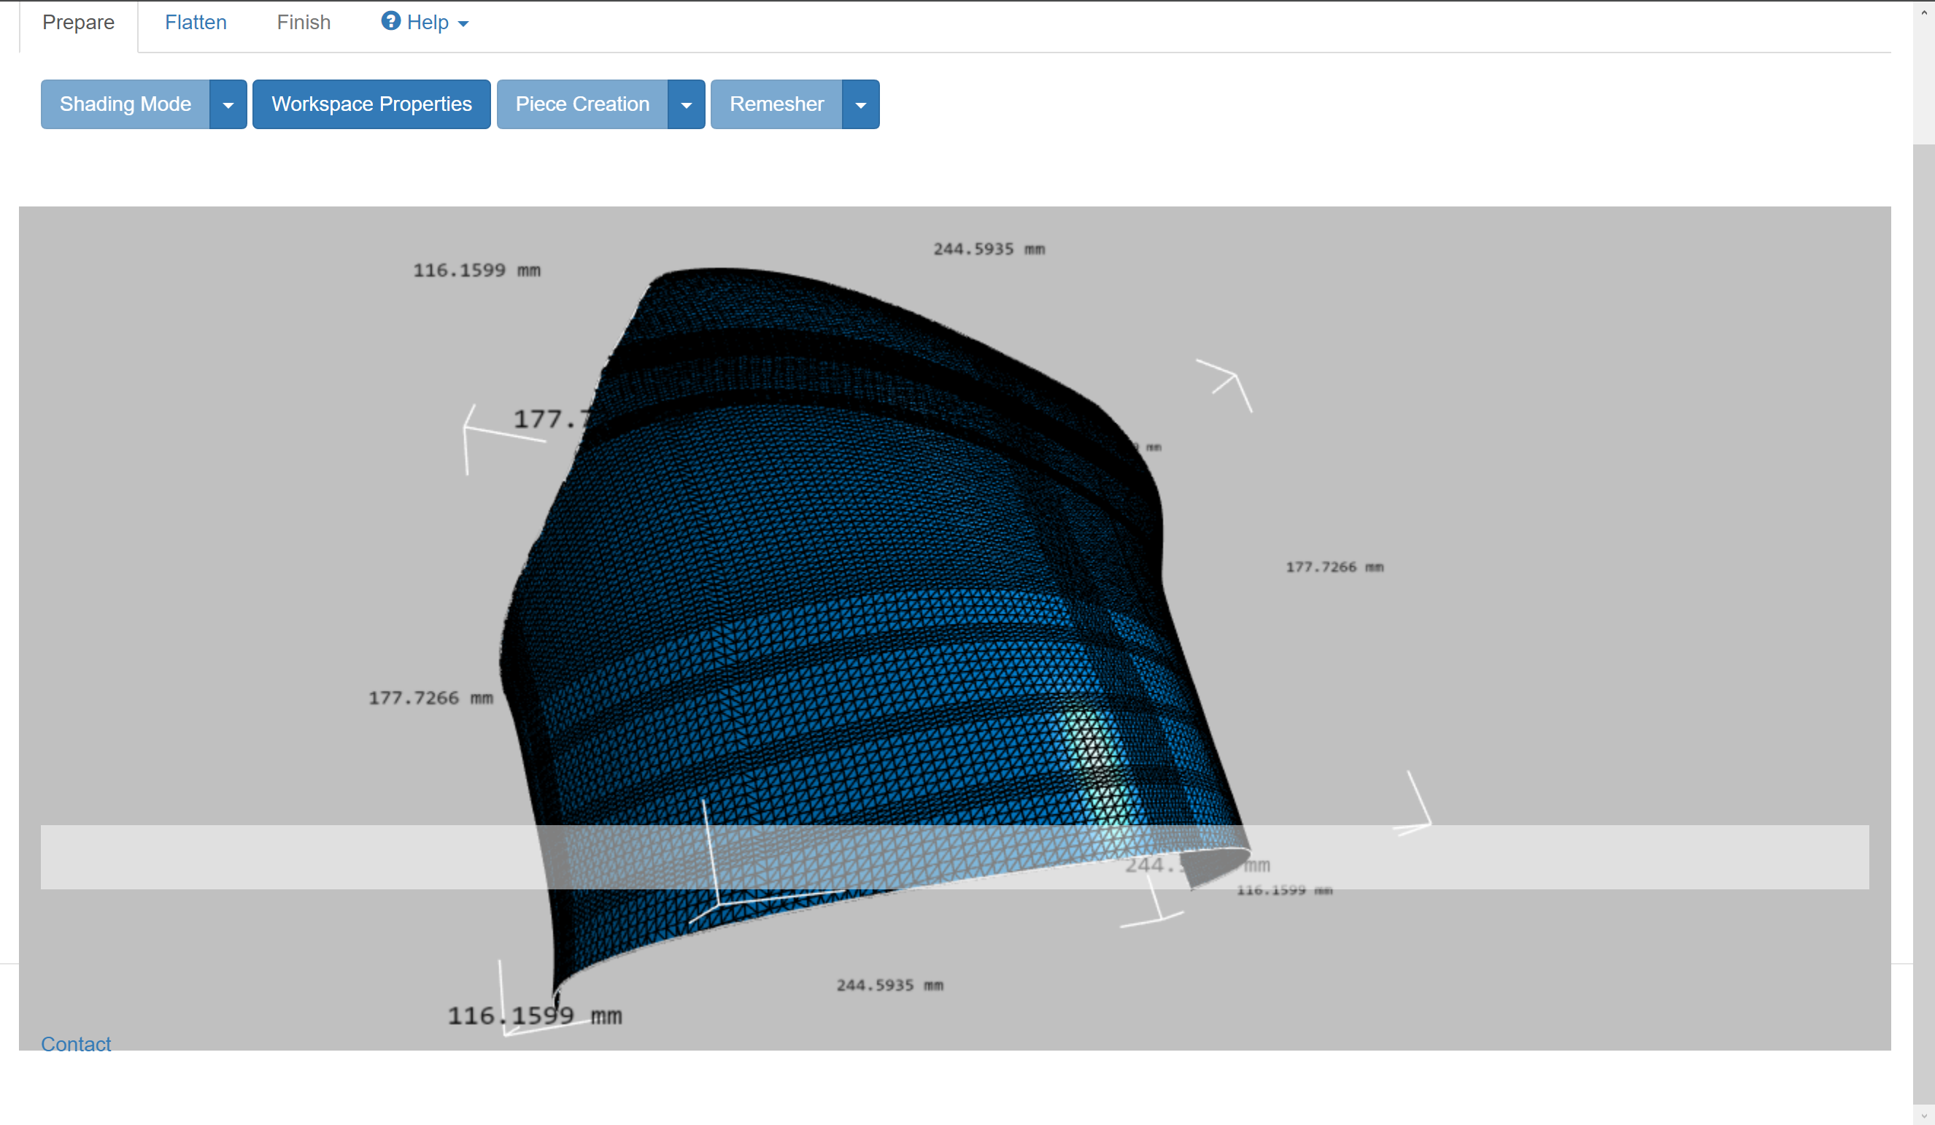 Prepare Flatten Finish Help
Shading Mode Workspace Properties Piece Creation Remesher
244.5935 mm
116.1599 mm
177.7
mm
177.7266 mm
177.7266 mm
244. mm
116.1599 mm
244.5935 mm
116.1599 mm
Contact